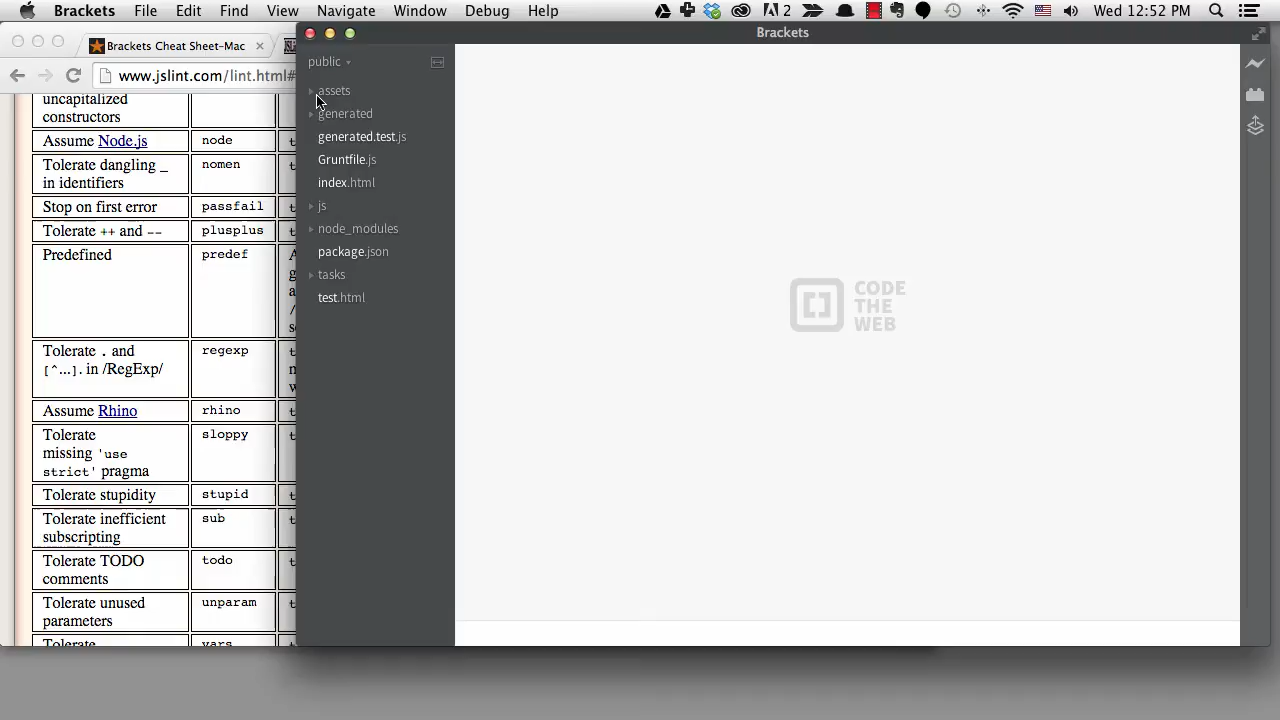 Brackets File Edit Find View Navigate Window Debug Help
2 Wed 12:52 PM
Brackets Cheat Sheet-Mac
www.jslint.com/lint.html#
uncapitalized
constructors
Assume Node.js node
Tolerate dangling _
in identifiers
nomen
Stop on first error passfail
Tolerate ++ and -- plusplus
Predefined predef
Tolerate . and
[^...]. in /RegExp/
regexp
Assume Rhino rhino
Tolerate
missing 'use
strict' pragma
sloppy
Tolerate stupidity stupid
Tolerate inefficient
subscripting
sub
Tolerate TODO
comments
todo
Tolerate unused
parameters
unparam
Tolerate vars
Brackets
public
assets
generated
generated.test.js
Gruntfile.js
index.html
js
node_modules
package.json
tasks
test.html
CODE
THE
WEB